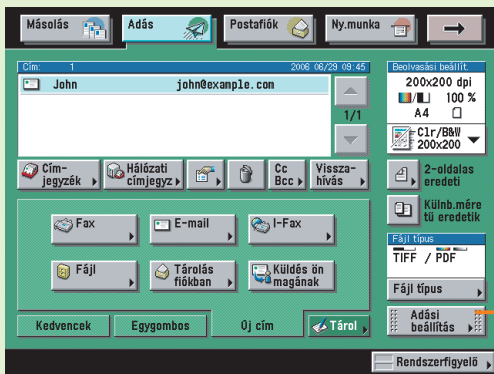 Másolás
Adás
Postafiók
Ny.munka
Cím: 1 2006 06/29 09:45
John john@example.com
1/1
Cím-
jegyzék
Hálózati
címjegyz
Cc
Bcc
Vissza-
hívás
Fax
E-mail
I-Fax
Fájl
Tárolás
fiókban
Küldés ön
magának
Kedvencek
Egygombos
Új cím
Tárol
Beolvasási beállít.
200x200 dpi
100 %
A4
Clr/B&W
200x200
2-oldalas
eredeti
Külnb.mére
tű eredetik
Fájl típus
TIFF / PDF
Fájl típus
Adási
beállítás
Rendszerfigyelő